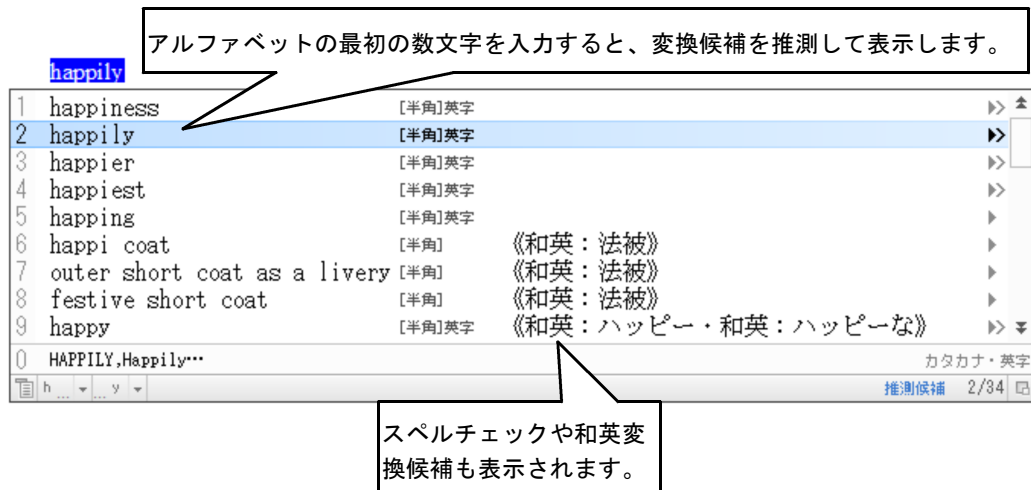 アルファベットの最初の数文字を入力すると、変換候補を推測して表示します。
happily
1 happiness [半角]英字
2 happily [半角]英字
3 happier [半角]英字
4 happiest [半角]英字
5 happing [半角]英字
6 happi coat [半角] 《和英：法被》
7 outer short coat as a livery [半角] 《和英：法被》
8 festive short coat [半角] 《和英：法被》
9 happy [半角]英字 《和英：ハッピー・和英：ハッピーな》
0 HAPPILY,Happily… カタカナ・英字
h ... y 推測候補 2/34
スペルチェックや和英変
換候補も表示されます。